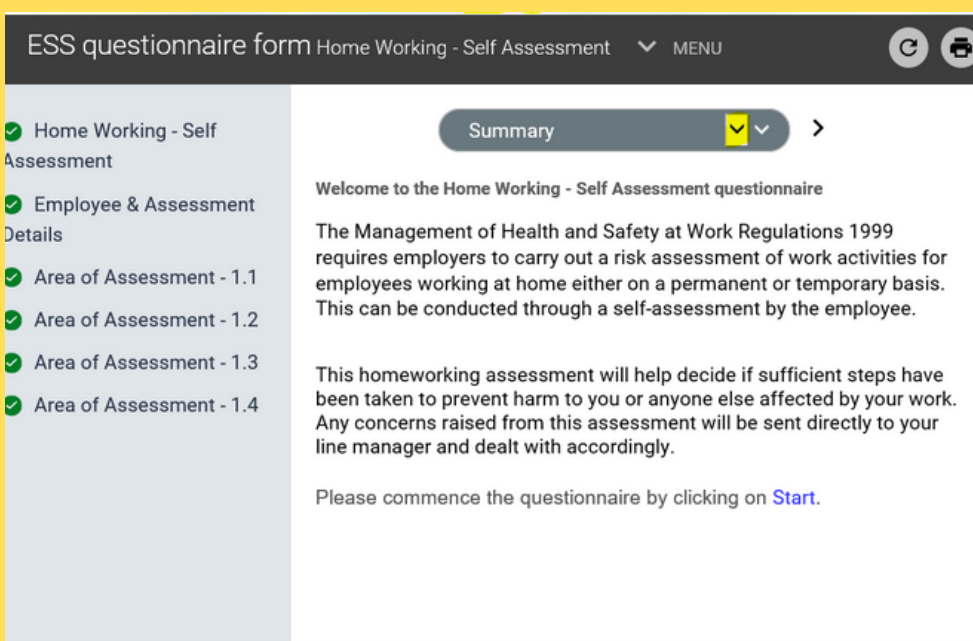 ESS questionnaire form Home Working - Self Assessment MENU
Home Working - Self
Assessment
Employee & Assessment
Details
Area of Assessment - 1.1
Area of Assessment - 1.2
Area of Assessment - 1.3
Area of Assessment - 1.4
Summary
Welcome to the Home Working - Self Assessment questionnaire
The Management of Health and Safety at Work Regulations 1999
requires employers to carry out a risk assessment of work activities for
employees working at home either on a permanent or temporary basis.
This can be conducted through a self-assessment by the employee.
This homeworking assessment will help decide if sufficient steps have
been taken to prevent harm to you or anyone else affected by your work.
Any concerns raised from this assessment will be sent directly to your
line manager and dealt with accordingly.
Please commence the questionnaire by clicking on Start.